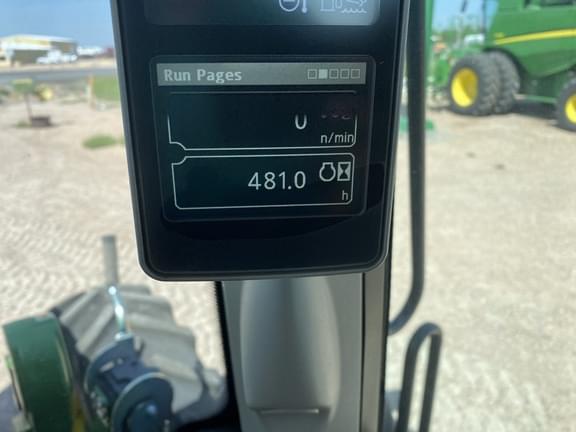 Run Pages
0
n/min
481.0
h